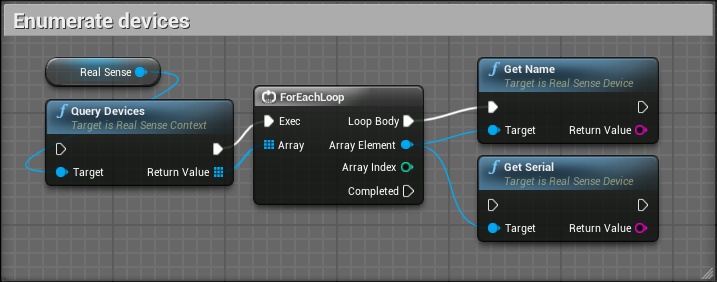 Enumerate devices
Real Sense
f Query Devices
Target is Real Sense Context
Target Return Value
ForEachLoop
Exec Loop Body
Array Array Element
Array Index
Completed
f Get Name
Target is Real Sense Device
Target Return Value
f Get Serial
Target is Real Sense Device
Target Return Value